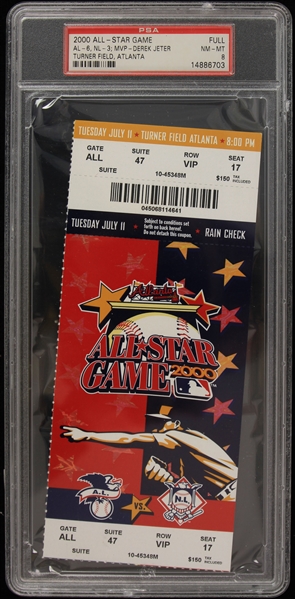 PSA
2000 ALL-STAR GAME FULL
AL-6, NL-3; MVP-DEREK JETER NM-MT
TURNER FIELD, ATLANTA 8
14886703
TUESDAY JULY 11 • TURNER FIELD ATLANTA • 8:00 PM
GATE SUITE ROW SEAT
ALL 47 VIP 17
10-45348M $150 TAX INCLUDED
045068114641
TUESDAY JULY 11 Subject to conditions set forth on back hereof. Do not detach this coupon. RAIN CHECK
Atlanta
ALL★STAR
GAME 2000
A.L. VS. N.L.
GATE SUITE ROW SEAT
ALL 47 VIP 17
10-45348M $150 TAX INCLUDED